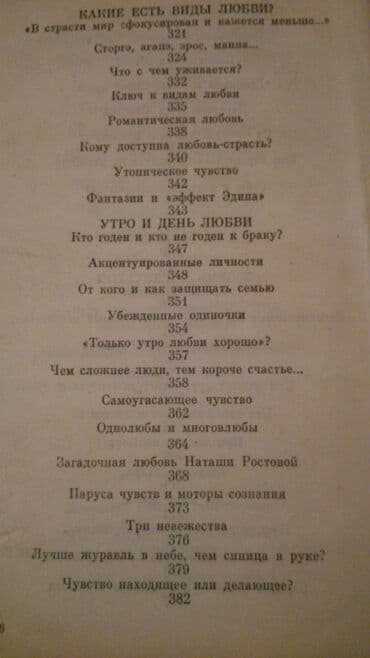 КАКИЕ ЕСТЬ ВИДЫ ЛЮБВИ?
«В страсти мир сфокусирован и кажется меньше...»
321
Сторгэ, агапэ, эрос, мания...
324
Что с чем уживается?
332
Ключ к видам любви
335
Романтическая любовь
338
Кому доступна любовь-страсть?
340
Утопическое чувство
342
Фантазии и «эффект Эдипа»
343
УТРО И ДЕНЬ ЛЮБВИ
Кто годен и кто не годен к браку?
347
Акцентуированные личности
348
От кого и как защищать семью
351
Убежденные одиночки
354
«Только утро любви хорошо»?
357
Чем сложнее люди, тем короче счастье...
358
Самоугасающее чувство
362
Однолюбы и многолюбы
364
Загадочная любовь Наташи Ростовой
368
Паруса чувств и моторы сознания
373
Три невежества
376
Лучше журавль в небе, чем синица в руке?
379
Чувство находящее или делающее?
382
6